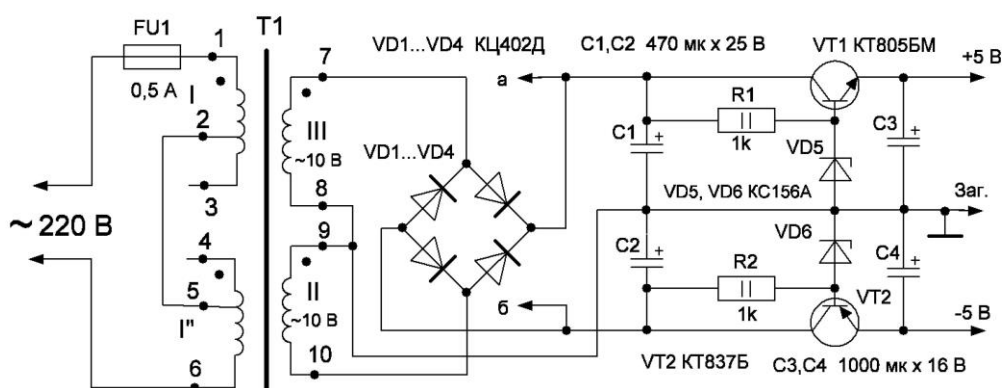 FU1
0,5 А
T1
1
I
2
3
~ 220 В
4
5
I"
6
7
III
~10 В
8
9
II
~10 В
10
VD1...VD4 КЦ402Д
VD1...VD4
а
б
C1,C2 470 мк x 25 В
VT1 КТ805БМ
+5 В
R1
1k
C1
+
VD5
C3
+
VD5, VD6 КС156А
Заг.
C2
+
VD6
C4
+
R2
1k
VT2
-5 В
VT2 КТ837Б
C3,C4 1000 мк x 16 В